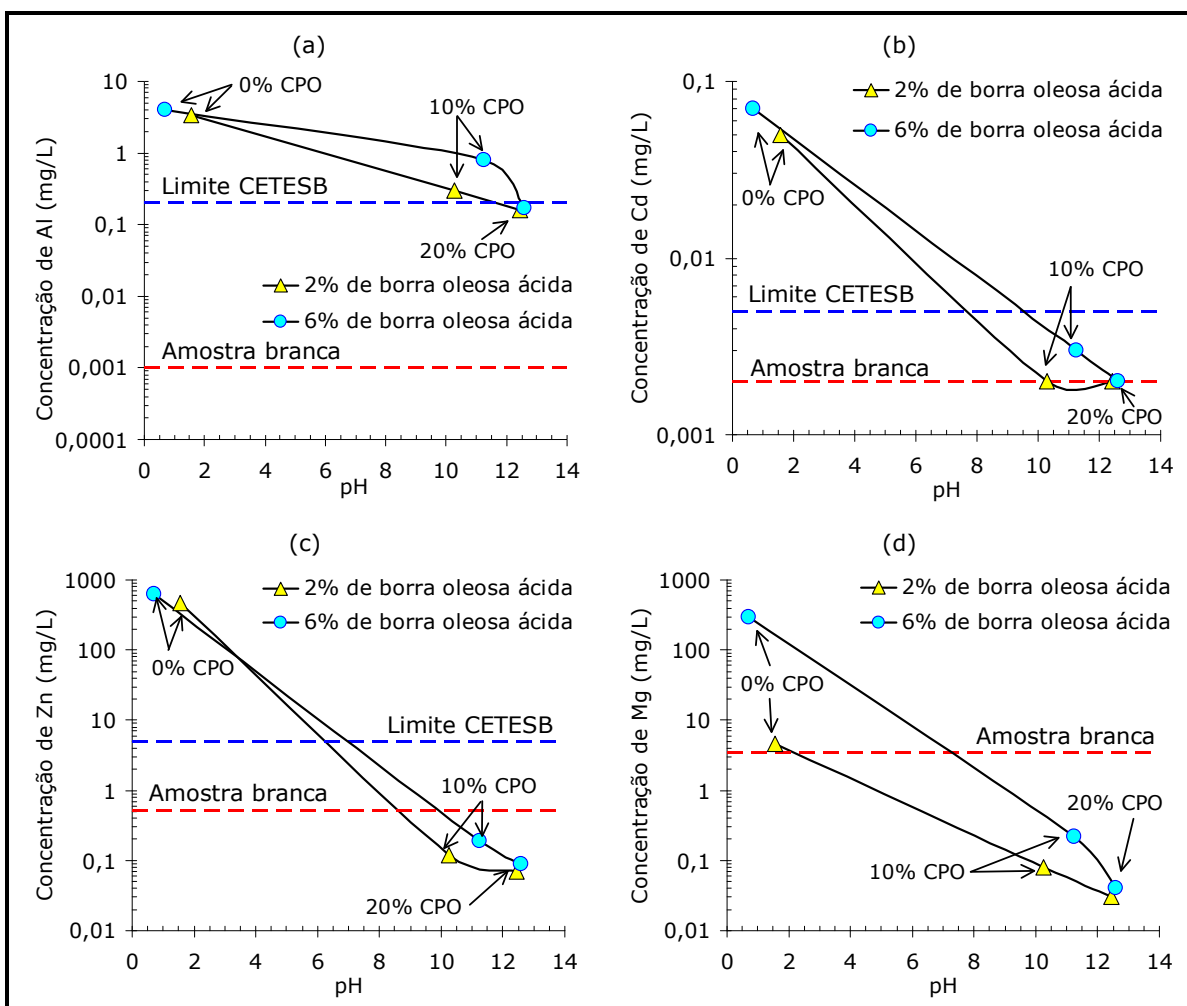 (a)
Concentração de Al (mg/L)
10
1
0,1
0,01
0,001
0,0001
0% CPO
10% CPO
Limite CETESB
20% CPO
2% de borra oleosa ácida
6% de borra oleosa ácida
Amostra branca
0 2 4 6 8 10 12 14
pH
(b)
Concentração de Cd (mg/L)
0,1
0,01
0,001
2% de borra oleosa ácida
6% de borra oleosa ácida
0% CPO
10% CPO
Limite CETESB
Amostra branca
20% CPO
0 2 4 6 8 10 12 14
pH
(c)
Concentração de Zn (mg/L)
1000
100
10
1
0,1
0,01
2% de borra oleosa ácida
6% de borra oleosa ácida
0% CPO
Limite CETESB
Amostra branca
10% CPO
20% CPO
0 2 4 6 8 10 12 14
pH
(d)
Concentração de Mg (mg/L)
1000
100
10
1
0,1
0,01
2% de borra oleosa ácida
6% de borra oleosa ácida
0% CPO
Amostra branca
20% CPO
10% CPO
0 2 4 6 8 10 12 14
pH